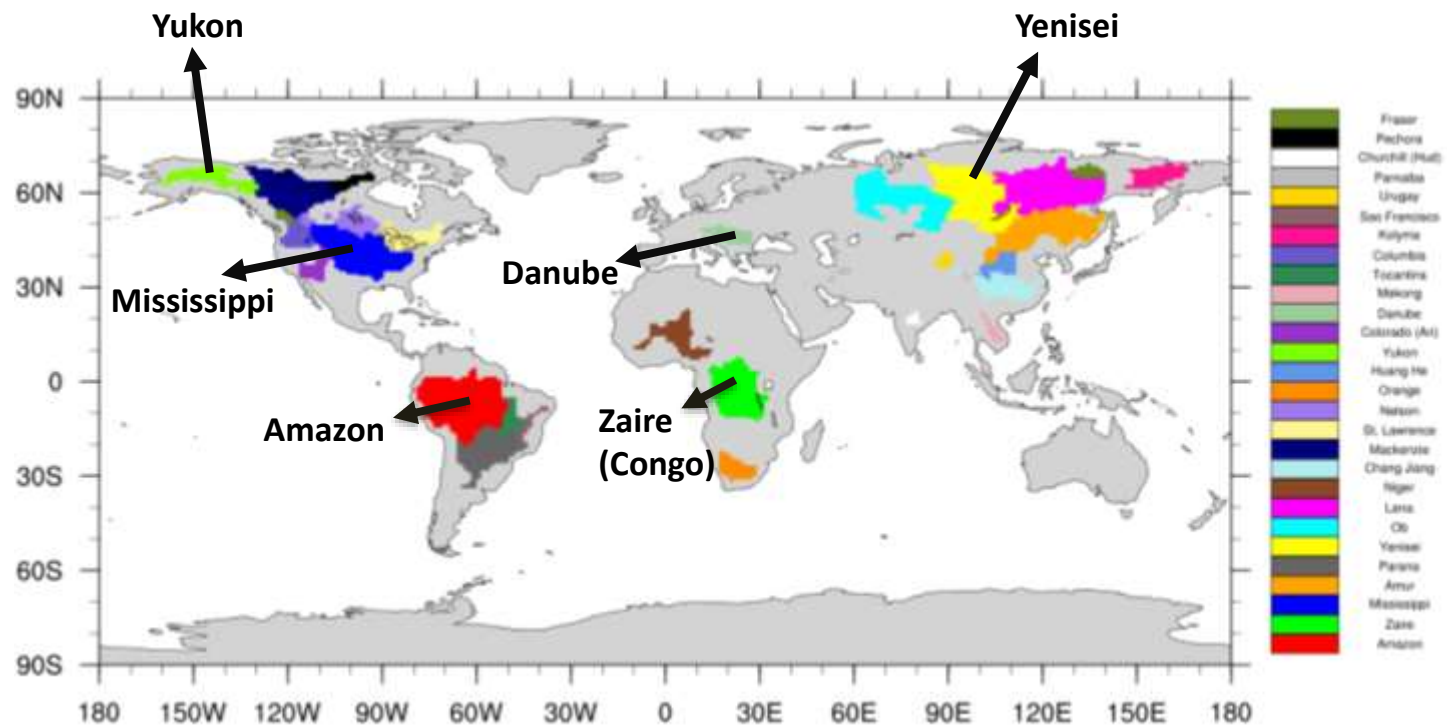 Yukon
Yenisei
90N
60N
30N
0
30S
60S
90S
Mississippi
Danube
Amazon
Zaire
(Congo)
180 150W 120W 90W 60W 30W 0 30E 60E 90E 120E 150E 180
Fraser
Pechora
Churchill (Hud)
Parnaiba
Sao Francisco
Kolyma
Columbia
Tocantins
Mekong
Danube
Colorado (Ari)
Yukon
Huang He
Orange
Nelson
St. Lawrence
Mackenzie
Chang Jiang
Niger
Lena
Ob
Yenisei
Parana
Amur
Mississippi
Zaire
Amazon